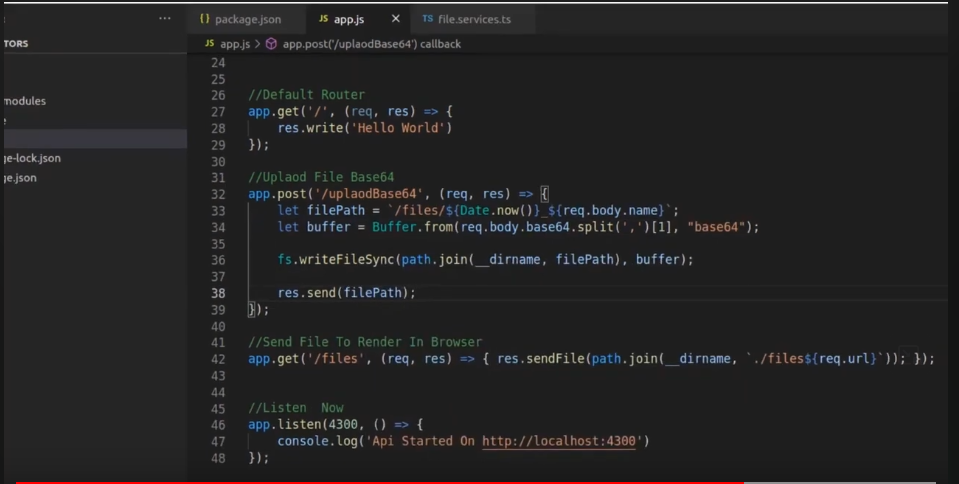 ... {} package.json JS app.js × TS file.services.ts
TORS
JS app.js > app.post('/uplaodBase64') callback
modules
e
ge-lock.json
ge.json
24
25
26 //Default Router
27 app.get('/', (req, res) => {
28 res.write('Hello World')
29 });
30
31 //Uplaod File Base64
32 app.post('/uplaodBase64', (req, res) => {
33 let filePath = `/files/${Date.now()}_${req.body.name}`;
34 let buffer = Buffer.from(req.body.base64.split(',')[1], "base64");
35
36 fs.writeFileSync(path.join(__dirname, filePath), buffer);
37
38 res.send(filePath);
39 });
40
41 //Send File To Render In Browser
42 app.get('/files', (req, res) => { res.sendFile(path.join(__dirname, `./files${req.url}`)); });
43
44
45 //Listen  Now
46 app.listen(4300, () => {
47 console.log('Api Started On http://localhost:4300')
48 });